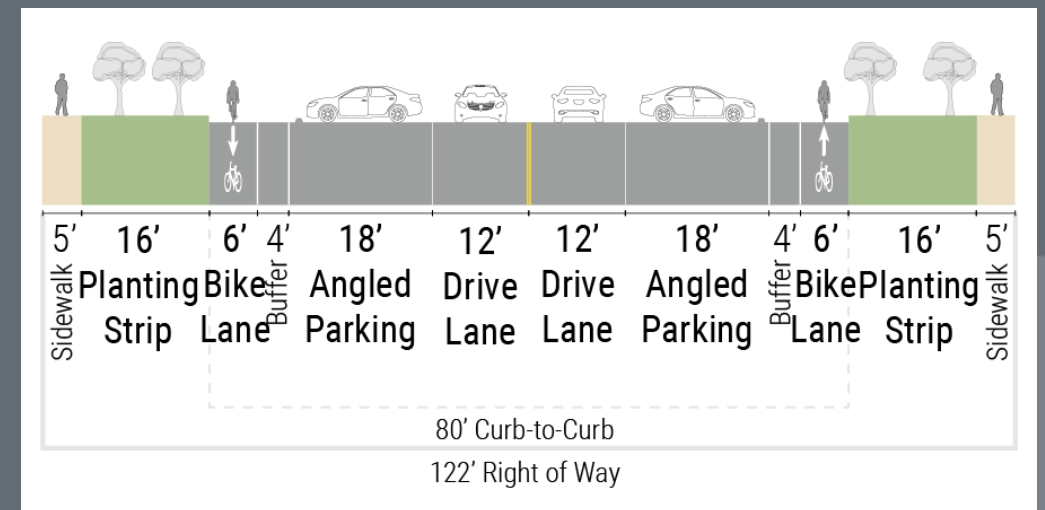 5’ 16’ 6’ 4’ 18’ 12’ 12’ 18’ 4’ 6’ 16’ 5’
Sidewalk Planting Bike Buffer Angled Drive Drive Angled Buffer Bike Planting Sidewalk
Strip Lane Parking Lane Lane Parking Lane Strip
80’ Curb-to-Curb
122’ Right of Way